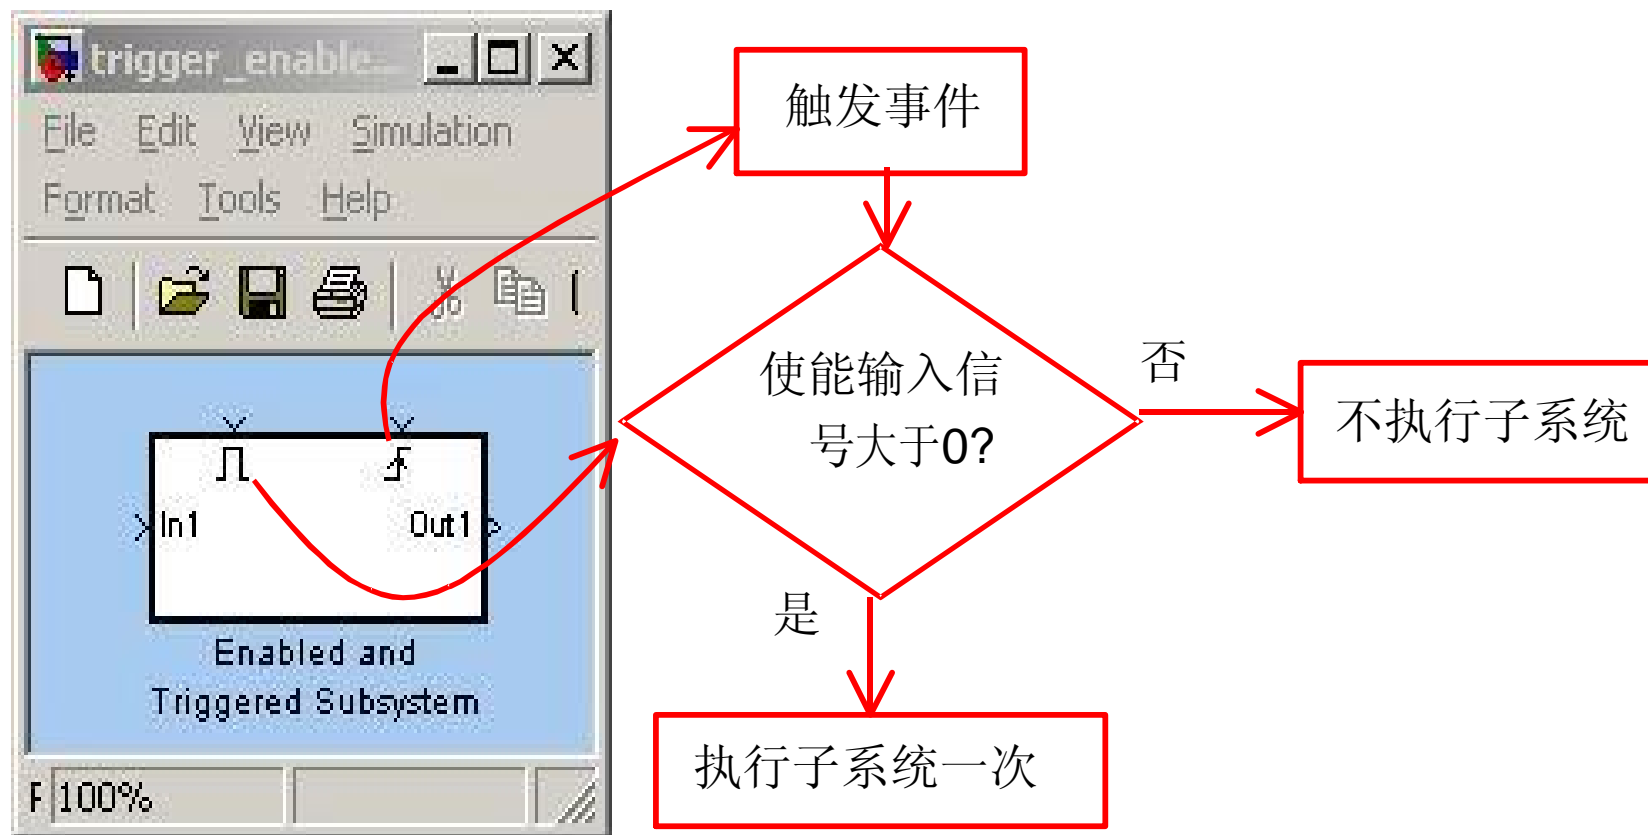 trigger_enable...
File Edit View Simulation
Format Tools Help
In1
Out1
Enabled and
Triggered Subsystem
F 100%
触发事件
使能输入信
号大于0?
否
不执行子系统
是
执行子系统一次